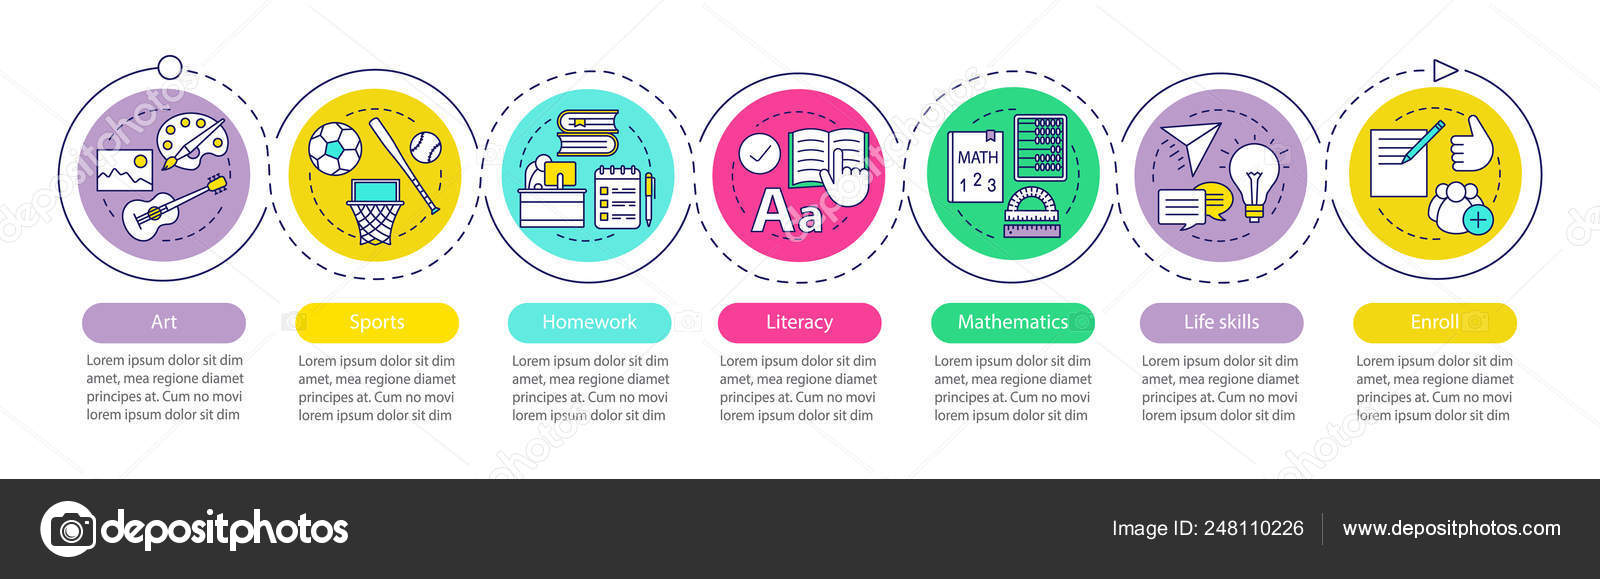 MATH
1 2 3
Aa
Art
Lorem ipsum dolor sit dim
amet, mea regione diamet
principes at. Cu no movi
lorem ipsum dolor sit dim
Sports
Lorem ipsum dolor sit dim
amet, mea regione diamet
principes at. Cu no movi
lorem ipsum dolor sit dim
Homework
Lorem ipsum dolor sit dim
amet, mea regione diamet
principes at. Cu no movi
lorem ipsum dolor sit dim
Literacy
Lorem ipsum dolor sit dim
amet, mea regione diamet
principes at. Cu no movi
lorem ipsum dolor sit dim
Mathematics
Lorem ipsum dolor sit dim
amet, mea regione diamet
principes at. Cu no movi
lorem ipsum dolor sit dim
Life skills
Lorem ipsum dolor sit dim
amet, mea regione diamet
principes at. Cu no movi
lorem ipsum dolor sit dim
Enroll
Lorem ipsum dolor sit dim
amet, mea regione diamet
principes at. Cu no movi
lorem ipsum dolor sit dim
depositphotos
Image ID: 248110226
www.depositphotos.com